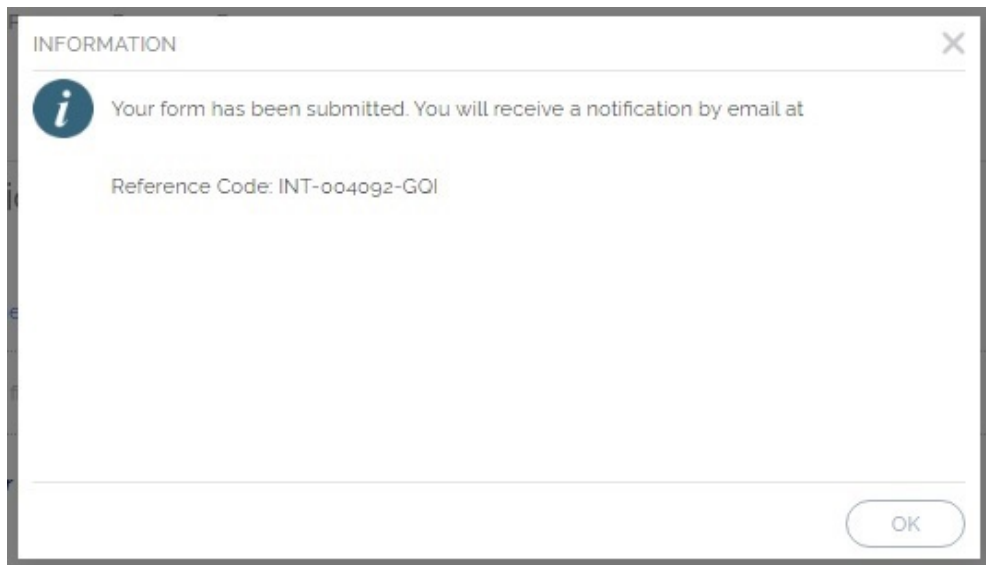 INFORMATION
Your form has been submitted. You will receive a notification by email at
Reference Code: INT-004092-GQI
OK